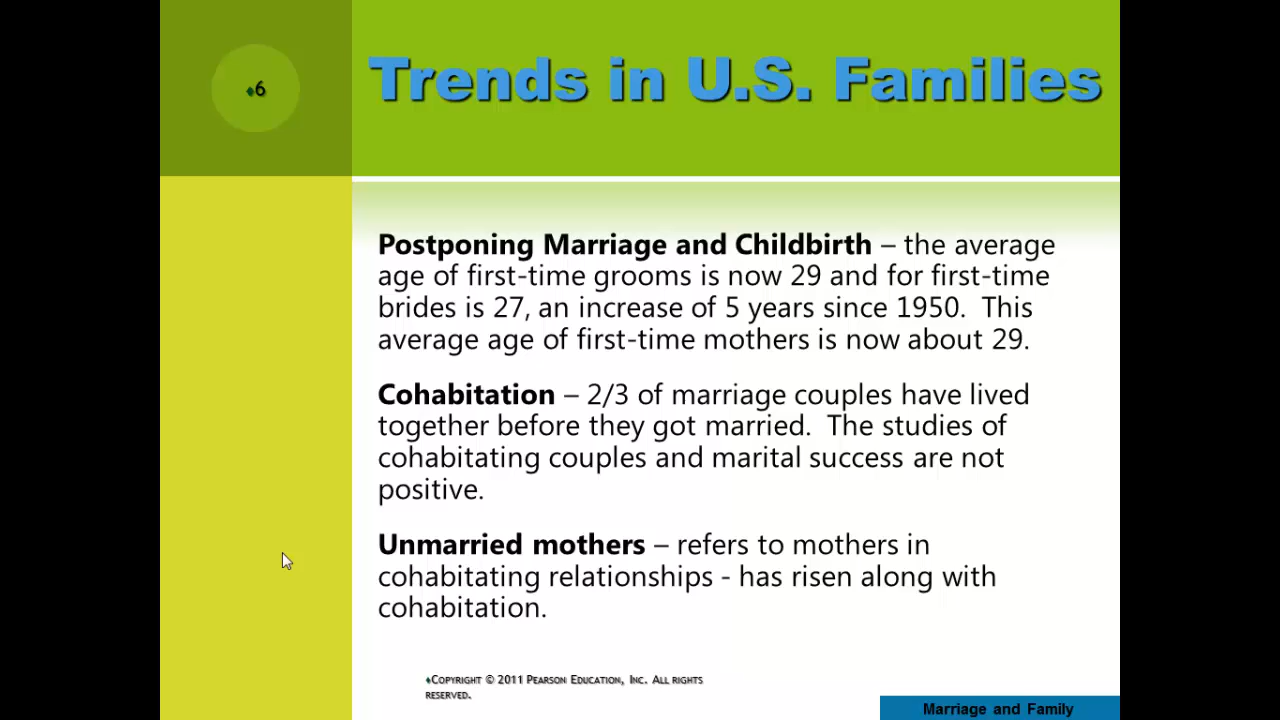 ♦6
Trends in U.S. Families
Postponing Marriage and Childbirth – the average
age of first-time grooms is now 29 and for first-time
brides is 27, an increase of 5 years since 1950.  This
average age of first-time mothers is now about 29.
Cohabitation – 2/3 of marriage couples have lived
together before they got married.  The studies of
cohabitating couples and marital success are not
positive.
Unmarried mothers – refers to mothers in
cohabitating relationships - has risen along with
cohabitation.
♦Copyright © 2011 Pearson Education, Inc. All rights
reserved.
Marriage and Family